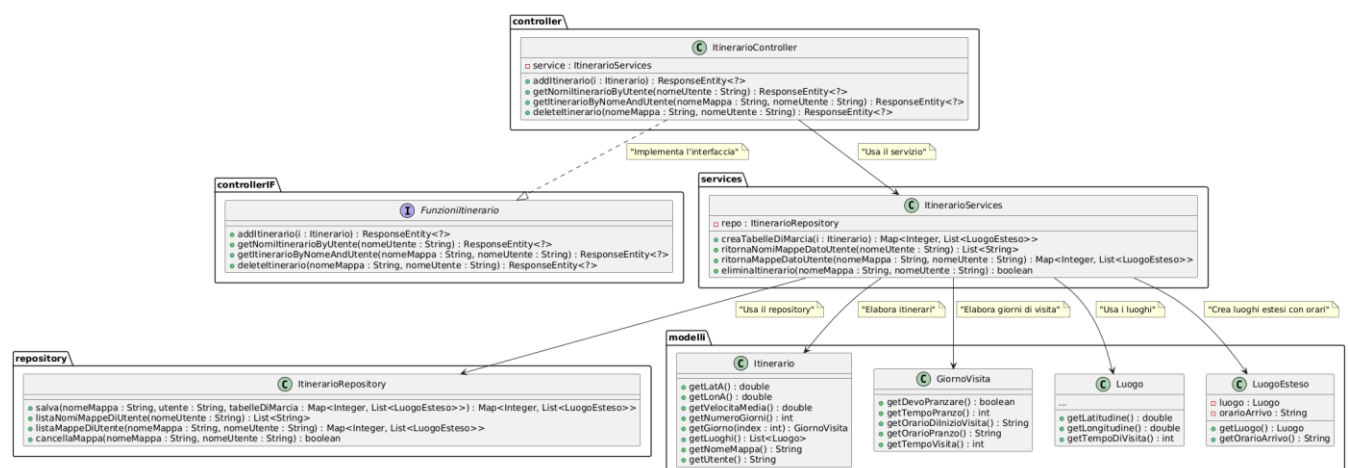 controller
C ItinerarioController
service : ItinerarioServices
addItinerario(i : Itinerario) : ResponseEntity<?>
getNomiItinerarioByUtente(nomeUtente : String) : ResponseEntity<?>
getItinerarioByNomeAndUtente(nomeMappa : String, nomeUtente : String) : ResponseEntity<?>
deleteItinerario(nomeMappa : String, nomeUtente : String) : ResponseEntity<?>
"Implementa l'interfaccia"
"Usa il servizio"
controllerIF
I FunzioniItinerario
addItinerario(i : Itinerario) : ResponseEntity<?>
getNomiItinerarioByUtente(nomeUtente : String) : ResponseEntity<?>
getItinerarioByNomeAndUtente(nomeMappa : String, nomeUtente : String) : ResponseEntity<?>
deleteItinerario(nomeMappa : String, nomeUtente : String) : ResponseEntity<?>
services
C ItinerarioServices
repo : ItinerarioRepository
creaTabelleDiMarcia(i : Itinerario) : Map<Integer, List<LuogoEsteso>>
ritornaNomiMappeDatoUtente(nomeUtente : String) : List<String>
ritornaMappeDatoUtente(nomeMappa : String, nomeUtente : String) : Map<Integer, List<LuogoEsteso>>
eliminaItinerario(nomeMappa : String, nomeUtente : String) : boolean
"Usa il repository"
"Elabora itinerari"
"Elabora giorni di visita"
"Usa i luoghi"
"Crea luoghi estesi con orari"
repository
C ItinerarioRepository
salva(nomeMappa : String, utente : String, tabelleDiMarcia : Map<Integer, List<LuogoEsteso>>) : Map<Integer, List<LuogoEsteso>>
listaNomiMappeDiUtente(nomeUtente : String) : List<String>
listaMappeDiUtente(nomeMappa : String, nomeUtente : String) : Map<Integer, List<LuogoEsteso>>
cancellaMappa(nomeMappa : String, nomeUtente : String) : boolean
modelli
C Itinerario
getLatA() : double
getLonA() : double
getVelocitaMedia() : double
getNumeroGiorni() : int
getGiorno(index : int) : GiornoVisita
getLuoghi() : List<Luogo>
getNomeMappa() : String
getUtente() : String
C GiornoVisita
getDevoPranzare() : boolean
getTempoPranzo() : int
getOrarioDiInizioVisita() : String
getOrarioPranzo() : String
getTempoVisita() : int
C Luogo
...
getLatitudine() : double
getLongitudine() : double
getTempoDiVisita() : int
C LuogoEsteso
luogo : Luogo
orarioArrivo : String
getLuogo() : Luogo
getOrarioArrivo() : String